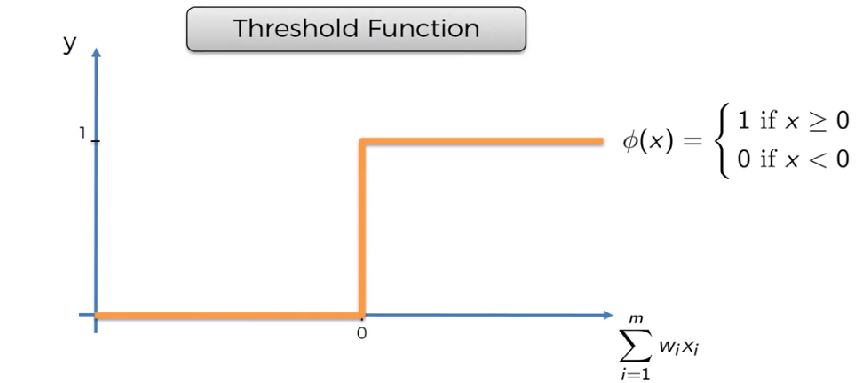 Threshold Function
y
1
ϕ(x) = { 1 if x ≥ 0
0 if x < 0
0
m
∑ wᵢxᵢ
i=1